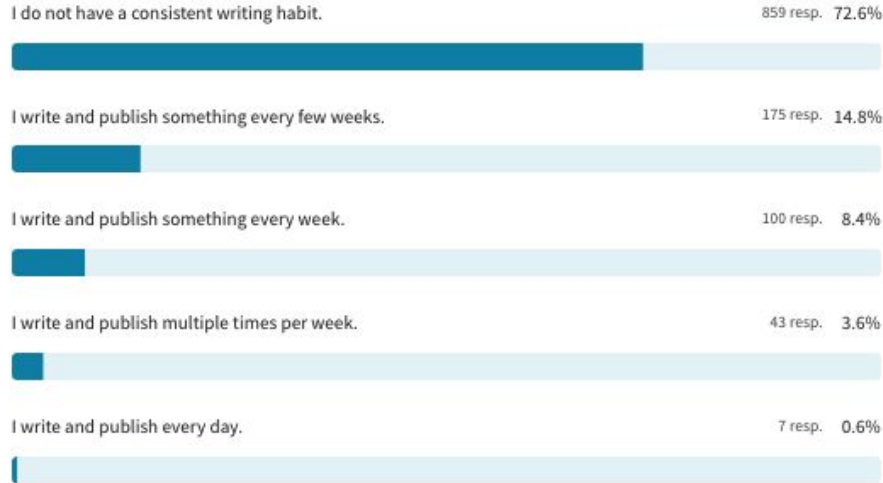 I do not have a consistent writing habit. 859 resp. 72.6%
I write and publish something every few weeks. 175 resp. 14.8%
I write and publish something every week. 100 resp. 8.4%
I write and publish multiple times per week. 43 resp. 3.6%
I write and publish every day. 7 resp. 0.6%